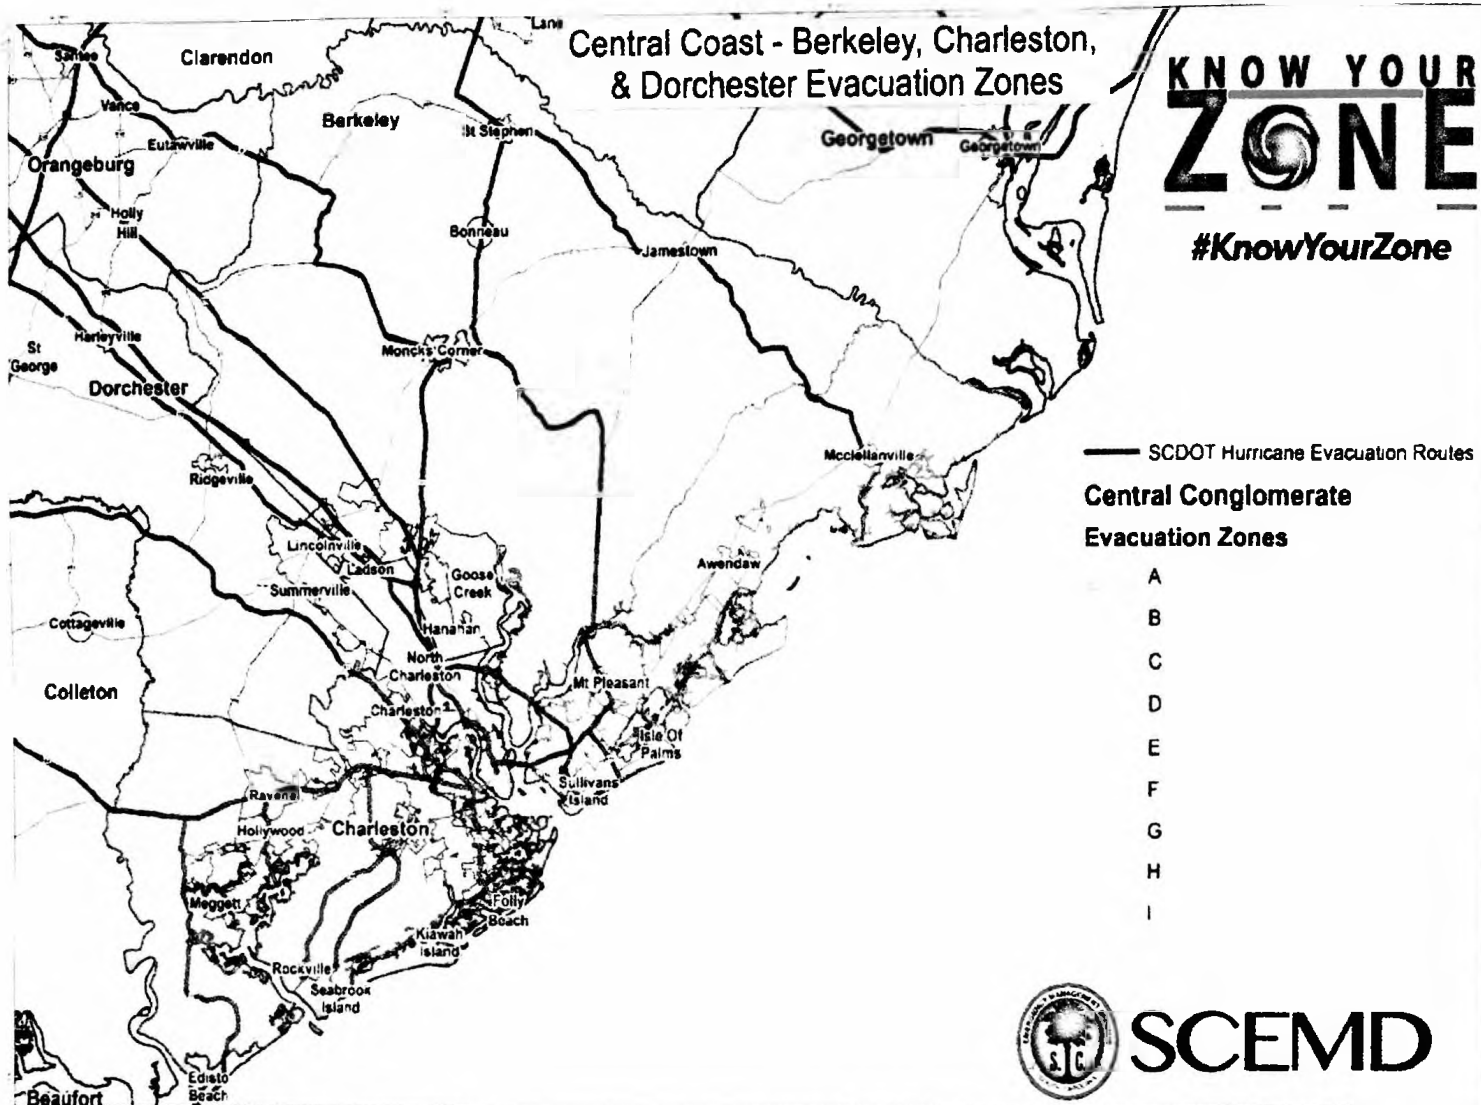 Lane
Central Coast - Berkeley, Charleston,
& Dorchester Evacuation Zones
KNOW YOUR
ZONE
#KnowYourZone
Santee
Clarendon
Vance
Berkeley
St Stephen
Georgetown
Georgetown
Eutawville
Orangeburg
Holly
Hill
Bonneau
Jamestown
Harleyville
St
George
Moncks Corner
Dorchester
Ridgeville
Mcclellanville
SCDOT Hurricane Evacuation Routes
Central Conglomerate
Evacuation Zones
A
B
C
D
E
F
G
H
I
Lincolnville
Ladson
Summerville
Goose
Creek
Awendaw
Cottageville
Hanahan
North
Charleston
Colleton
Mt Pleasant
Charleston
Isle Of
Palms
Sullivans
Island
Ravenel
Hollywood
Charleston
Meggett
Folly
Beach
Kiawah
Island
Rockville
Seabrook
Island
Edisto
Beach
Beaufort
S.
C.
SCEMD